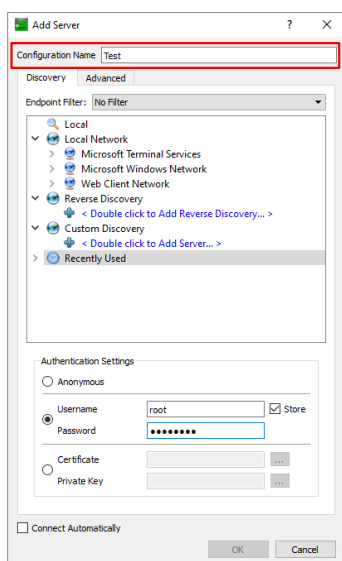 Add Server
Configuration Name Test
Discovery Advanced
Endpoint Filter: No Filter
Local
Local Network
Microsoft Terminal Services
Microsoft Windows Network
Web Client Network
Reverse Discovery
< Double click to Add Reverse Discovery... >
Custom Discovery
< Double click to Add Server... >
Recently Used
Authentication Settings
Anonymous
Username root Store
Password ●●●●●●●●
Certificate ...
Private Key ...
Connect Automatically
OK Cancel